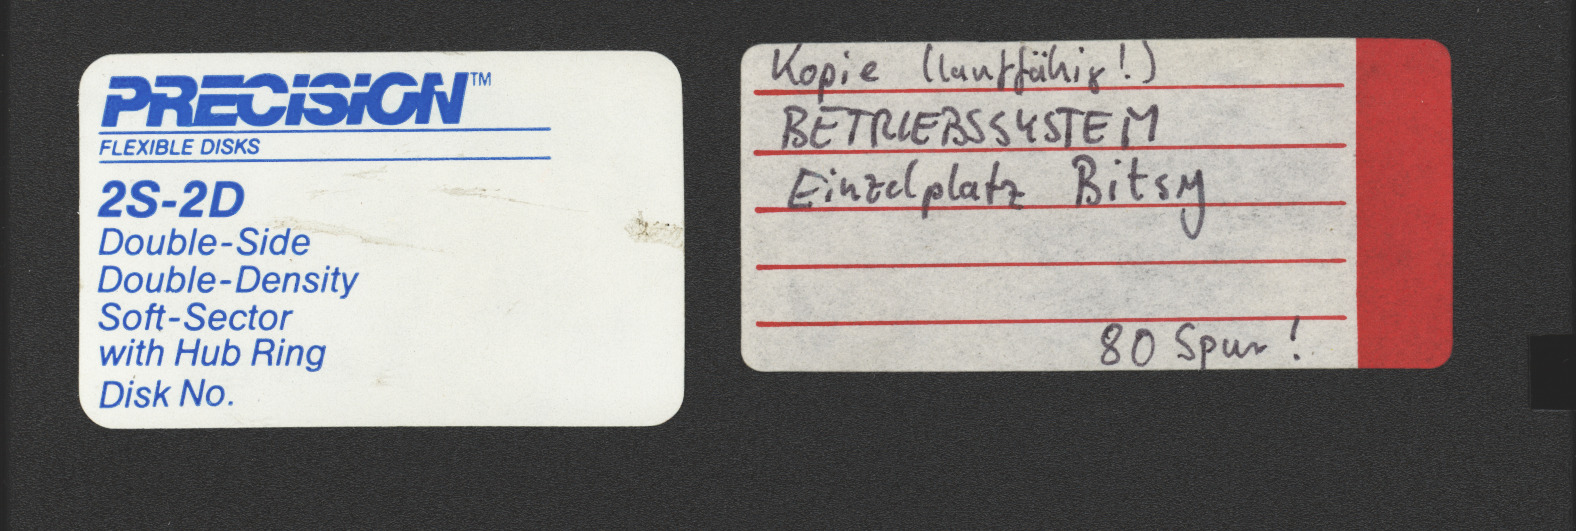 PRECISION™
FLEXIBLE DISKS
2S-2D
Double-Side
Double-Density
Soft-Sector
with Hub Ring
Disk No.
Kopie (lauffähig!)
BETRIEBSSYSTEM
Einzelplatz Bitsy
80 Spur!